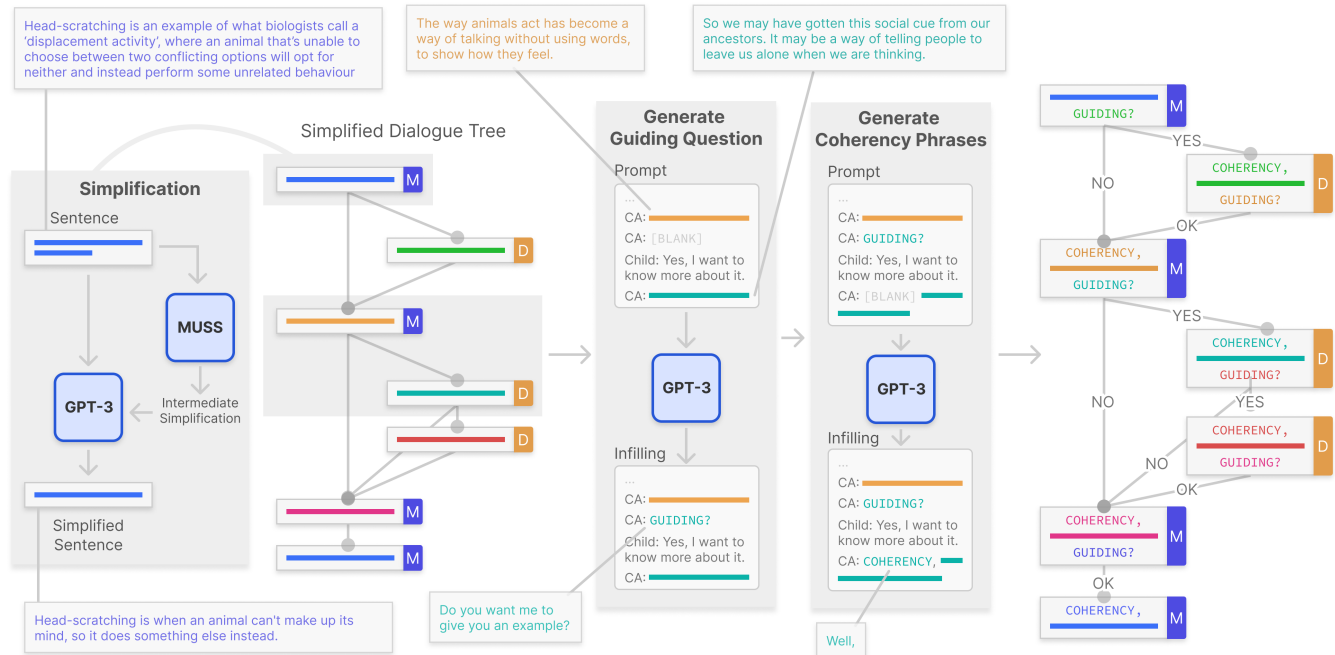 Head-scratching is an example of what biologists call a
‘displacement activity’, where an animal that’s unable to
choose between two conflicting options will opt for
neither and instead perform some unrelated behaviour
The way animals act has become a
way of talking without using words,
to show how they feel.
So we may have gotten this social cue from our
ancestors. It may be a way of telling people to
leave us alone when we are thinking.
Simplification
Sentence
MUSS
GPT-3
Intermediate
Simplification
Simplified
Sentence
Head-scratching is when an animal can't make up its
mind, so it does something else instead.
Simplified Dialogue Tree
M
D
M
D
D
M
M
Generate
Guiding Question
Prompt
...
CA:
CA: [BLANK]
Child: Yes, I want to
know more about it.
CA:
GPT-3
Infilling
...
CA:
CA: GUIDING?
Child: Yes, I want to
know more about it.
CA:
Do you want me to
give you an example?
Generate
Coherency Phrases
Prompt
...
CA:
CA: GUIDING?
Child: Yes, I want to
know more about it.
CA: [BLANK]
GPT-3
Infilling
...
CA:
CA: GUIDING?
Child: Yes, I want to
know more about it.
CA: COHERENCY,
Well,
GUIDING?
M
YES
NO
COHERENCY,
GUIDING?
D
OK
COHERENCY,
GUIDING?
M
YES
NO
COHERENCY,
GUIDING?
D
YES
COHERENCY,
GUIDING?
D
NO
OK
COHERENCY,
GUIDING?
M
OK
COHERENCY,
M